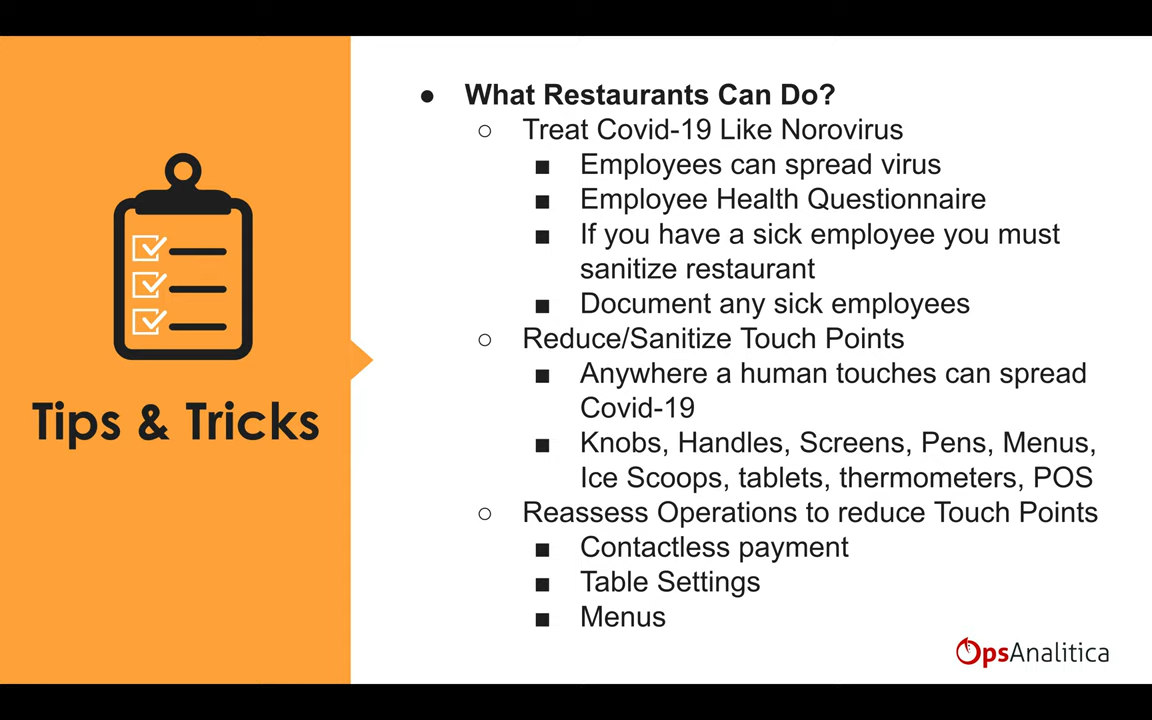 ● What Restaurants Can Do?
○ Treat Covid-19 Like Norovirus
■ Employees can spread virus
■ Employee Health Questionnaire
■ If you have a sick employee you must
sanitize restaurant
■ Document any sick employees
○ Reduce/Sanitize Touch Points
■ Anywhere a human touches can spread
Covid-19
■ Knobs, Handles, Screens, Pens, Menus,
Ice Scoops, tablets, thermometers, POS
○ Reassess Operations to reduce Touch Points
■ Contactless payment
■ Table Settings
■ Menus
Tips & Tricks
OpsAnalitica